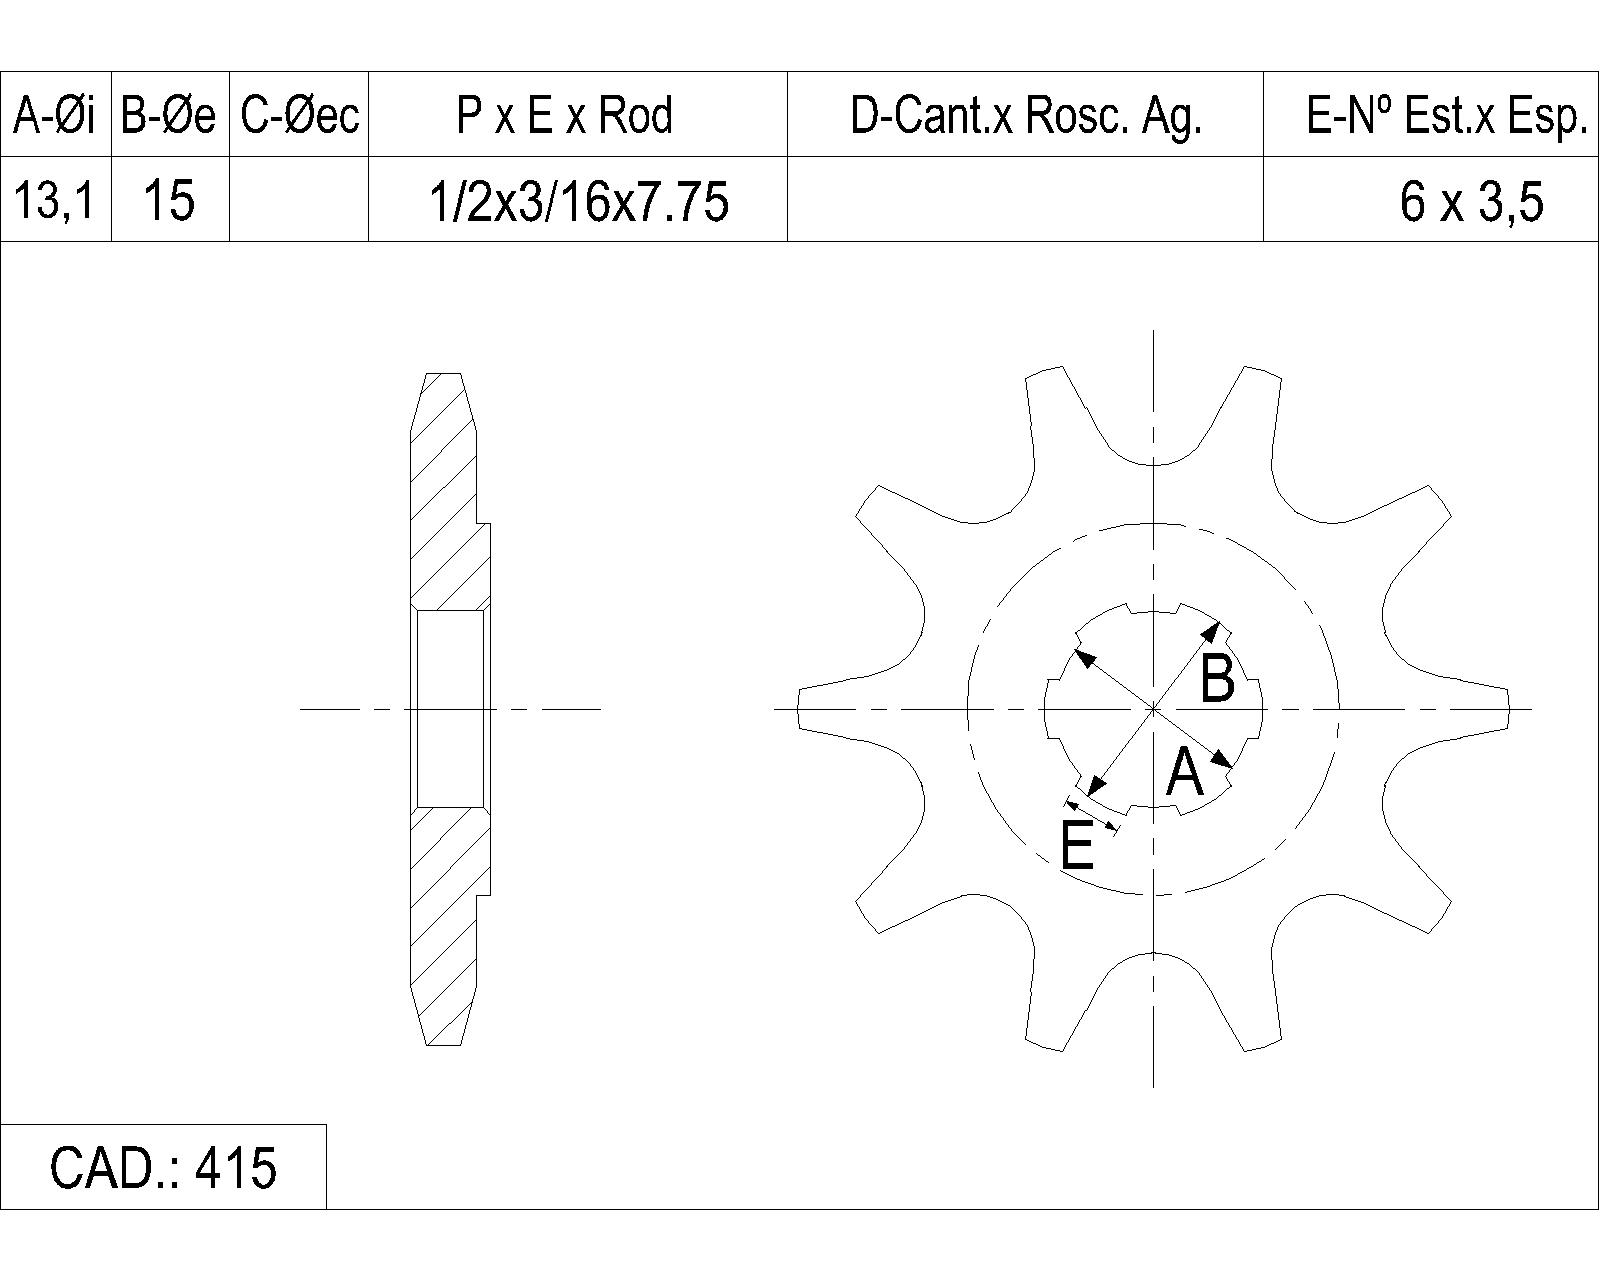 A-Øi B-Øe C-Øec P x E x Rod D-Cant.x Rosc. Ag. E-Nº Est.x Esp.
13,1 15 1/2x3/16x7.75 6 x 3,5
B
A
E
CAD.: 415